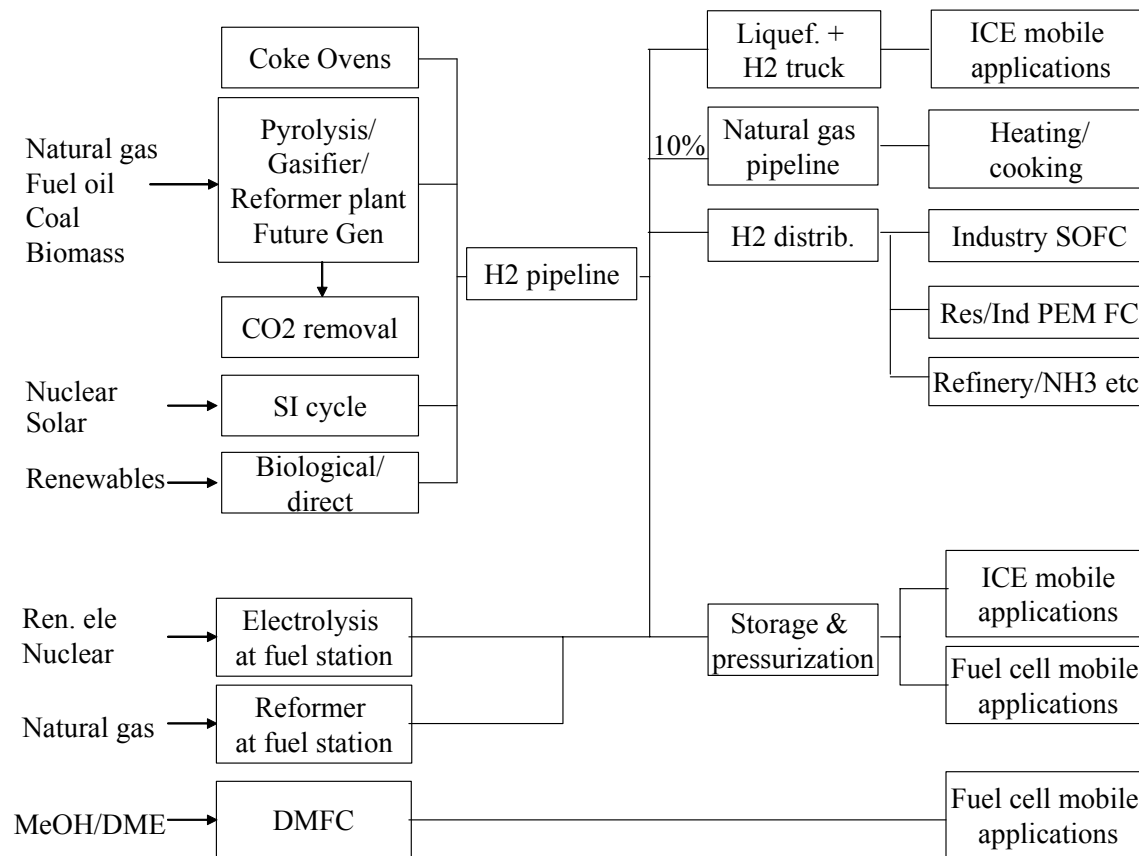 Coke Ovens
Natural gas
Fuel oil
Coal
Biomass
Pyrolysis/
Gasifier/
Reformer plant
Future Gen
CO2 removal
Nuclear
Solar
SI cycle
Renewables
Biological/
direct
H2 pipeline
Liquef. +
H2 truck
ICE mobile
applications
10%
Natural gas
pipeline
Heating/
cooking
H2 distrib.
Industry SOFC
Res/Ind PEM FC
Refinery/NH3 etc
Ren. ele
Nuclear
Electrolysis
at fuel station
Natural gas
Reformer
at fuel station
Storage &
pressurization
ICE mobile
applications
Fuel cell mobile
applications
MeOH/DME
DMFC
Fuel cell mobile
applications